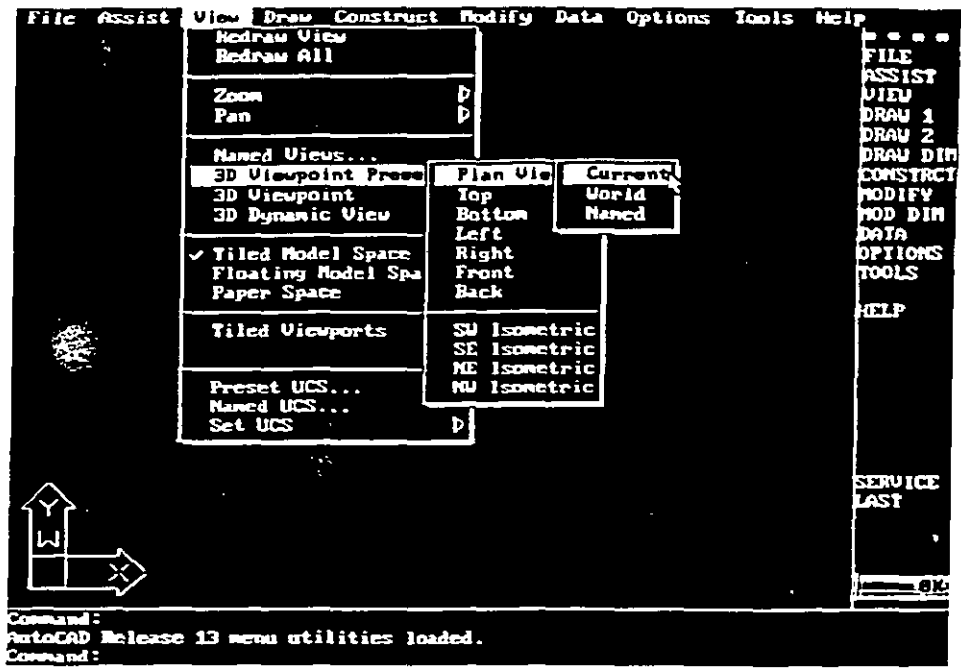 File Assist View Draw Construct Modify Data Options Tools Help
Redraw View
Redraw All
Zoom
Pan
Named Views...
3D Viewpoint Prese
3D Viewpoint
3D Dynamic View
✓ Tiled Model Space
Floating Model Spa
Paper Space
Tiled Viewports
Preset UCS...
Named UCS...
Set UCS
Plan Vie
Top
Bottom
Left
Right
Front
Back
SW Isometric
SE Isometric
NE Isometric
NW Isometric
Current
World
Named
* * * *
FILE
ASSIST
VIEW
DRAW 1
DRAW 2
DRAW DIM
CONSTRCT
MODIFY
MOD DIM
DATA
OPTIONS
TOOLS
HELP
SERVICE
LAST
Y
W
X
Command:
AutoCAD Release 13 menu utilities loaded.
Command: